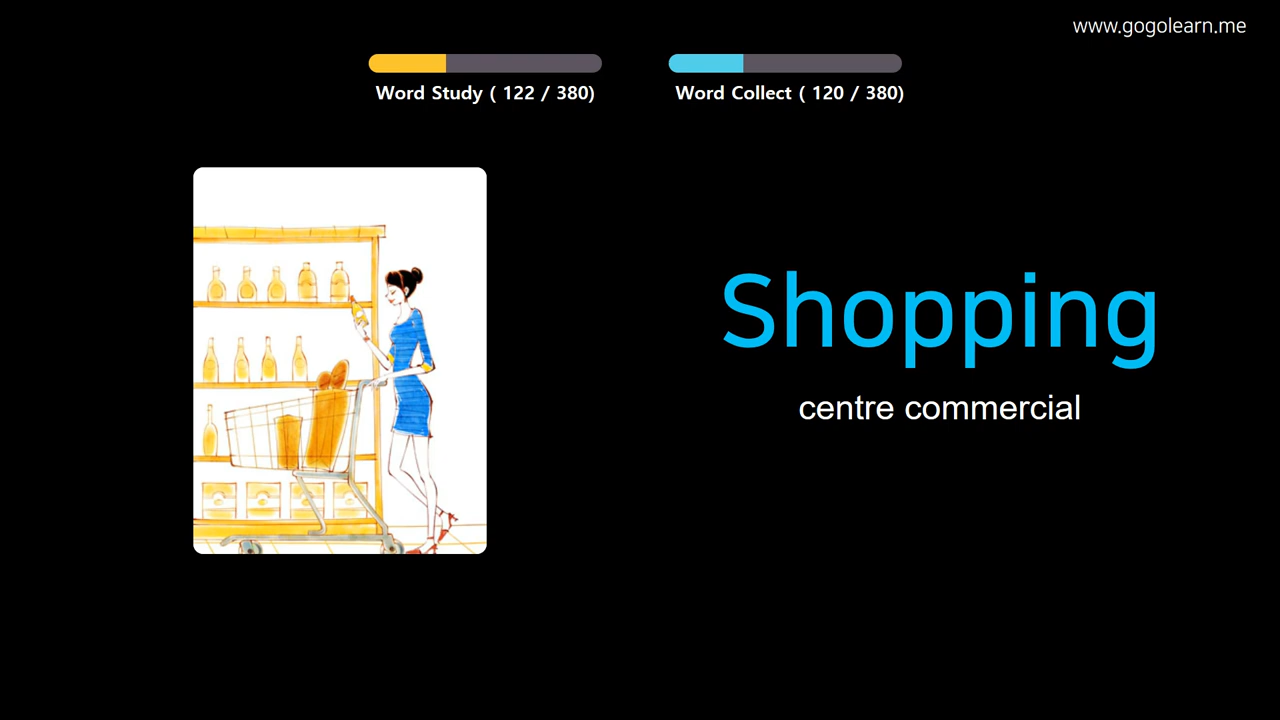 www.gogolearn.me
Word Study ( 122 / 380)
Word Collect ( 120 / 380)
Shopping
centre commercial